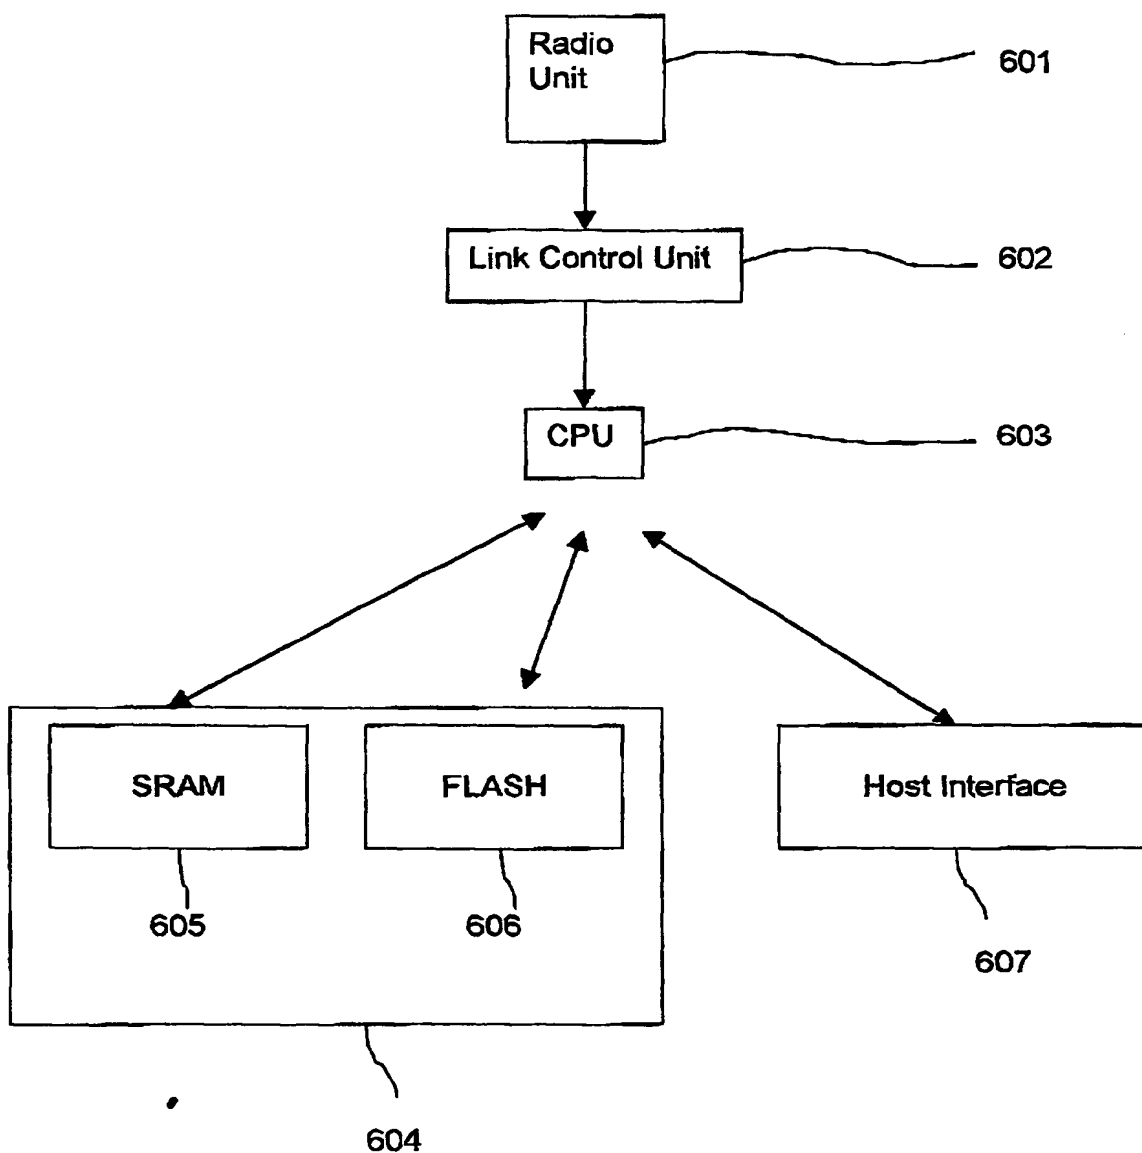 Radio
Unit
601
Link Control Unit
602
CPU
603
SRAM
FLASH
Host Interface
605
606
607
604